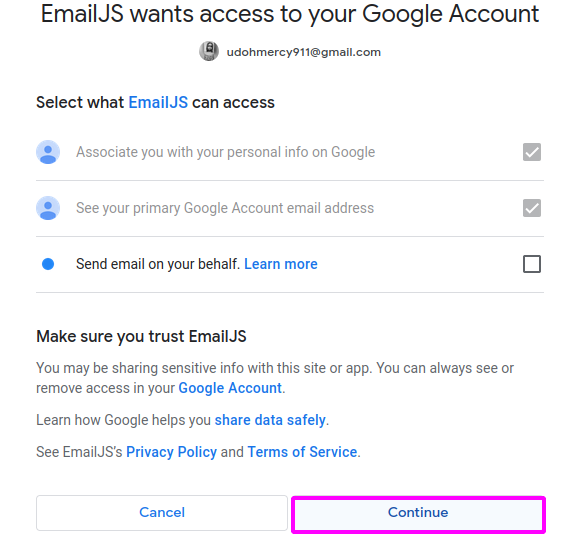 EmailJS wants access to your Google Account
udohmercy911@gmail.com
Select what EmailJS can access
Associate you with your personal info on Google
See your primary Google Account email address
Send email on your behalf. Learn more
Make sure you trust EmailJS
You may be sharing sensitive info with this site or app. You can always see or
remove access in your Google Account.
Learn how Google helps you share data safely.
See EmailJS's Privacy Policy and Terms of Service.
Cancel
Continue